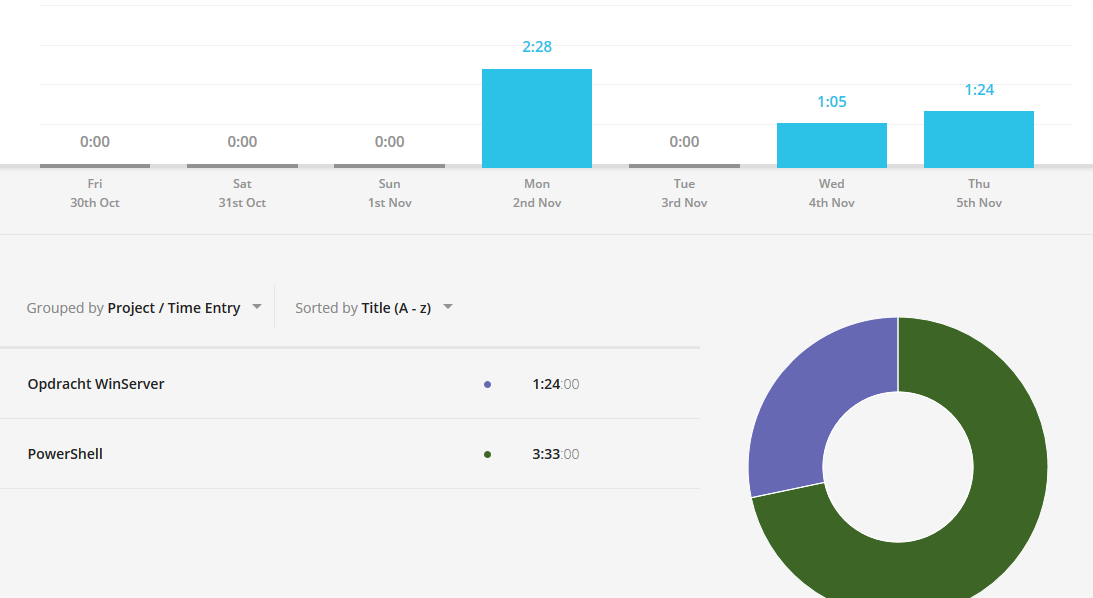 2:28
1:24
1:05
0:00 0:00 0:00 0:00
Fri Sat Sun Mon Tue Wed Thu
30th Oct 31st Oct 1st Nov 2nd Nov 3rd Nov 4th Nov 5th Nov
Grouped by Project / Time Entry Sorted by Title (A - z)
Opdracht WinServer 1:24:00
PowerShell 3:33:00